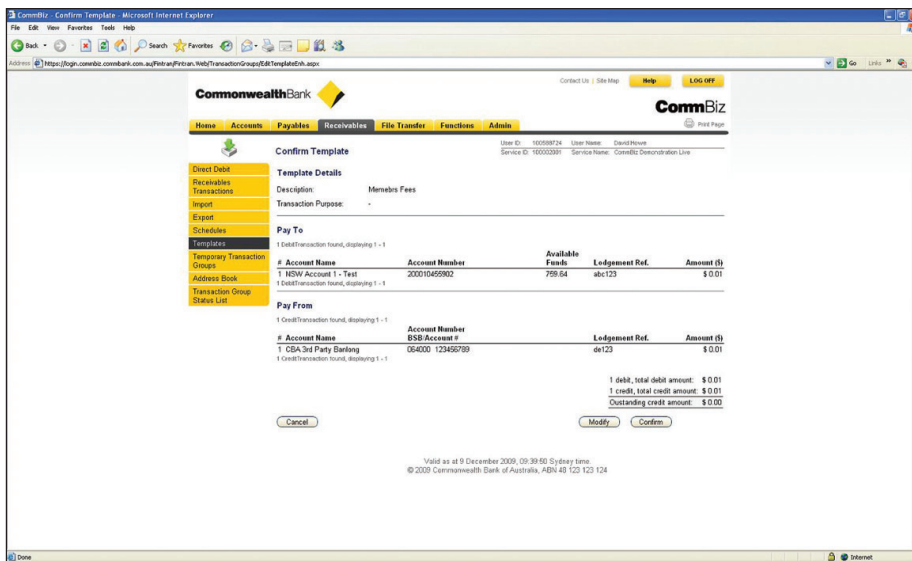 CommBiz - Confirm Template - Microsoft Internet Explorer
File Edit View Favorites Tools Help
Back Search Favorites
Address https://login.commbiz.commbank.com.au/Fintran/Fintran.Web/TransactionGroups/EditTemplateEnh.aspx Go Links
Contact Us | Site Map Help LOG OFF
CommonwealthBank
CommBiz
Home Accounts Payables Receivables File Transfer Functions Admin Print Page
User ID: 100588724 User Name: David Howe
Service ID: 100002001 Service Name: CommBiz Demonstration Live
Confirm Template
Direct Debit
Receivables
Transactions
Import
Export
Schedules
Templates
Temporary Transaction
Groups
Address Book
Transaction Group
Status List
Template Details
Description: Memebrs Fees
Transaction Purpose: -
Pay To
1 DebitTransaction found, displaying 1 - 1
# Account Name Account Number Available Funds Lodgement Ref. Amount ($)
1 NSW Account 1 - Test 200010455902 759.64 abc123 $ 0.01
1 DebitTransaction found, displaying 1 - 1
Pay From
1 CreditTransaction found, displaying 1 - 1
# Account Name Account Number BSB/Account # Lodgement Ref. Amount ($)
1 CBA 3rd Party Banlong 064000 123456789 de123 $ 0.01
1 CreditTransaction found, displaying 1 - 1
1 debit, total debit amount: $ 0.01
1 credit, total credit amount: $ 0.01
Oustanding credit amount: $ 0.00
Cancel Modify Confirm
Valid as at 9 December 2009, 09:39:50 Sydney time.
© 2009 Commonwealth Bank of Australia, ABN 48 123 123 124
Done Internet